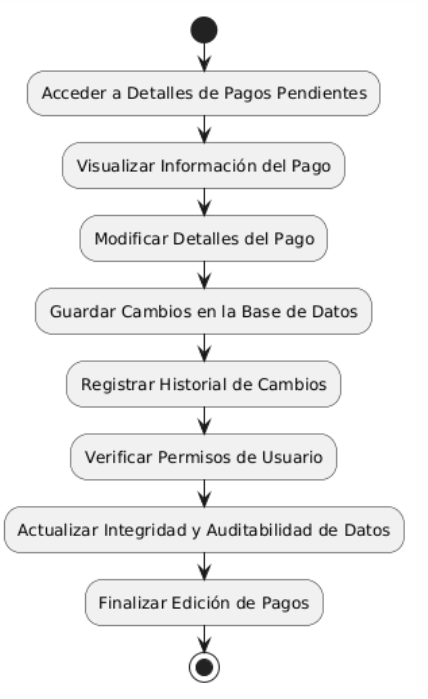 Acceder a Detalles de Pagos Pendientes
Visualizar Información del Pago
Modificar Detalles del Pago
Guardar Cambios en la Base de Datos
Registrar Historial de Cambios
Verificar Permisos de Usuario
Actualizar Integridad y Auditabilidad de Datos
Finalizar Edición de Pagos